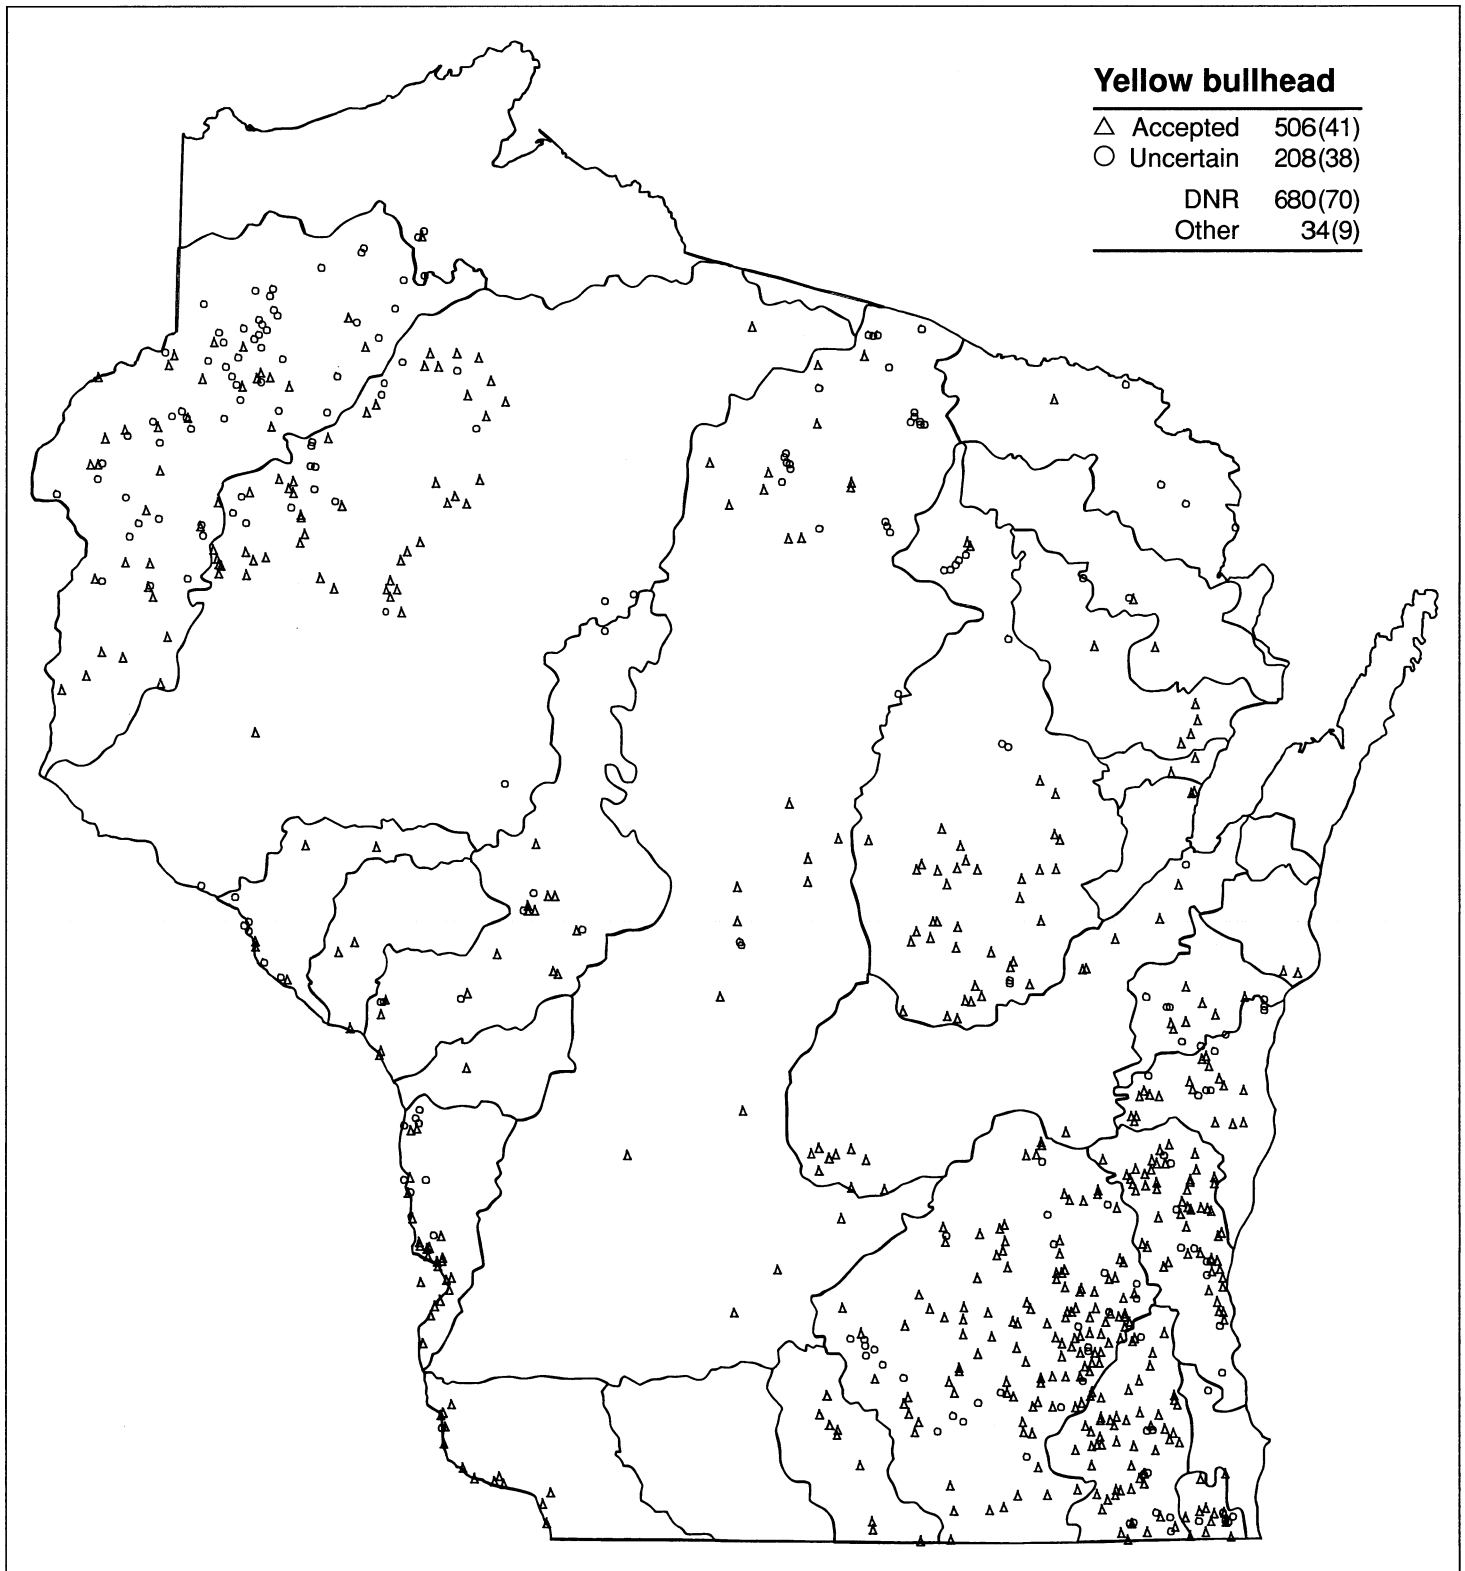 Yellow bullhead
Accepted 506(41)
Uncertain 208(38)
DNR 680(70)
Other 34(9)